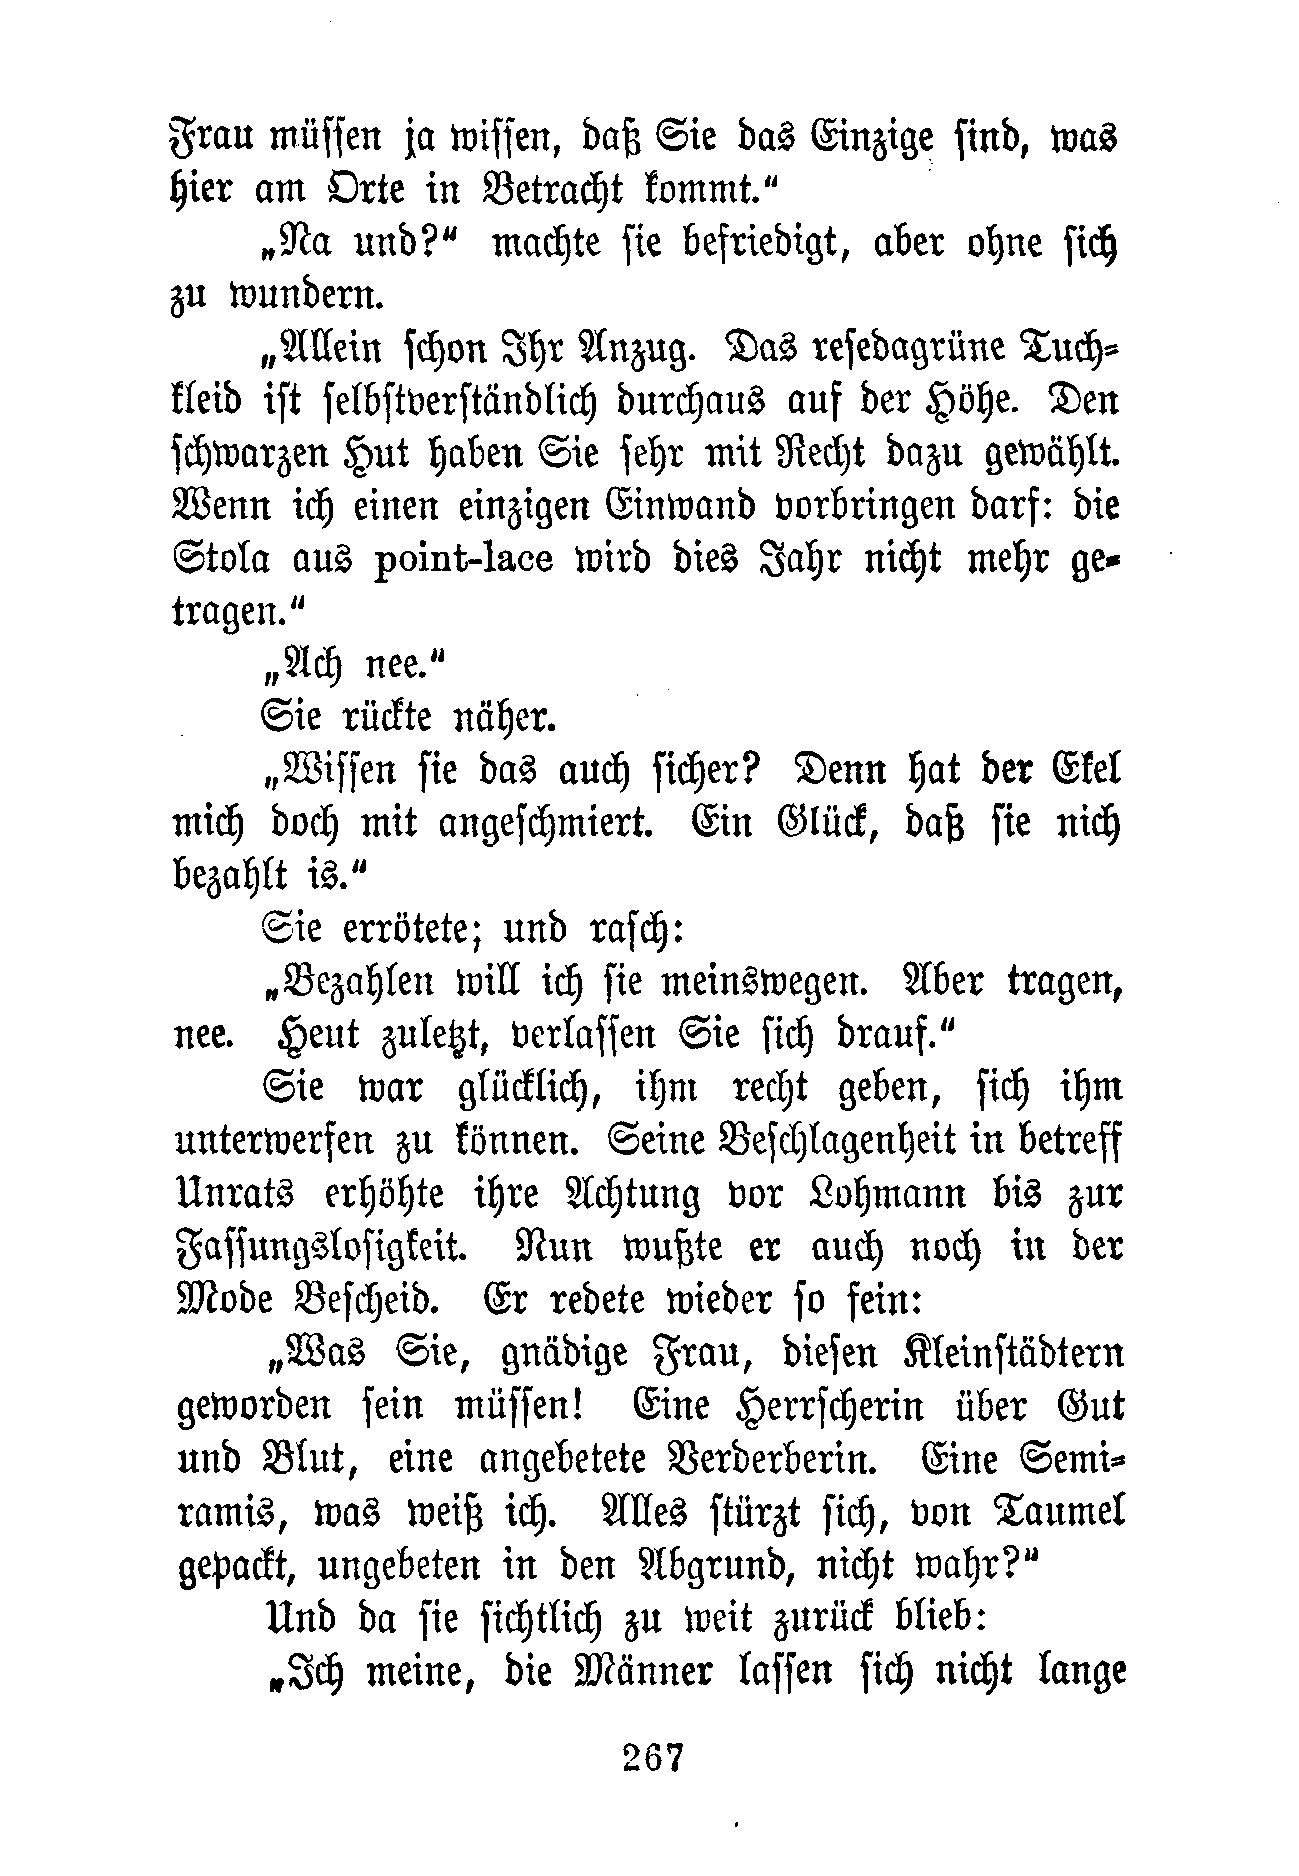 Frau müssen ja wissen, daß Sie das Einzige sind, was
hier am Orte in Betracht kommt.“
„Na und?“ machte sie befriedigt, aber ohne sich
zu wundern.
„Allein schon Ihr Anzug. Das resedagrüne Tuch-
kleid ist selbstverständlich durchaus auf der Höhe. Den
schwarzen Hut haben Sie sehr mit Recht dazu gewählt.
Wenn ich einen einzigen Einwand vorbringen darf: die
Stola aus point-lace wird dies Jahr nicht mehr ge-
tragen.“
„Ach nee.“
Sie rückte näher.
„Wissen sie das auch sicher? Denn hat der Ekel
mich doch mit angeschmiert. Ein Glück, daß sie nich
bezahlt is.“
Sie errötete; und rasch:
„Bezahlen will ich sie meinswegen. Aber tragen,
nee. Heut zuletzt, verlassen Sie sich drauf.“
Sie war glücklich, ihm recht geben, sich ihm
unterwerfen zu können. Seine Beschlagenheit in betreff
Unrats erhöhte ihre Achtung vor Lohmann bis zur
Fassungslosigkeit. Nun wußte er auch noch in der
Mode Bescheid. Er redete wieder so fein:
„Was Sie, gnädige Frau, diesen Kleinstädtern
geworden sein müssen! Eine Herrscherin über Gut
und Blut, eine angebetete Verderberin. Eine Semi-
ramis, was weiß ich. Alles stürzt sich, von Taumel
gepackt, ungebeten in den Abgrund, nicht wahr?“
Und da sie sichtlich zu weit zurück blieb:
„Ich meine, die Männer lassen sich nicht lange
267